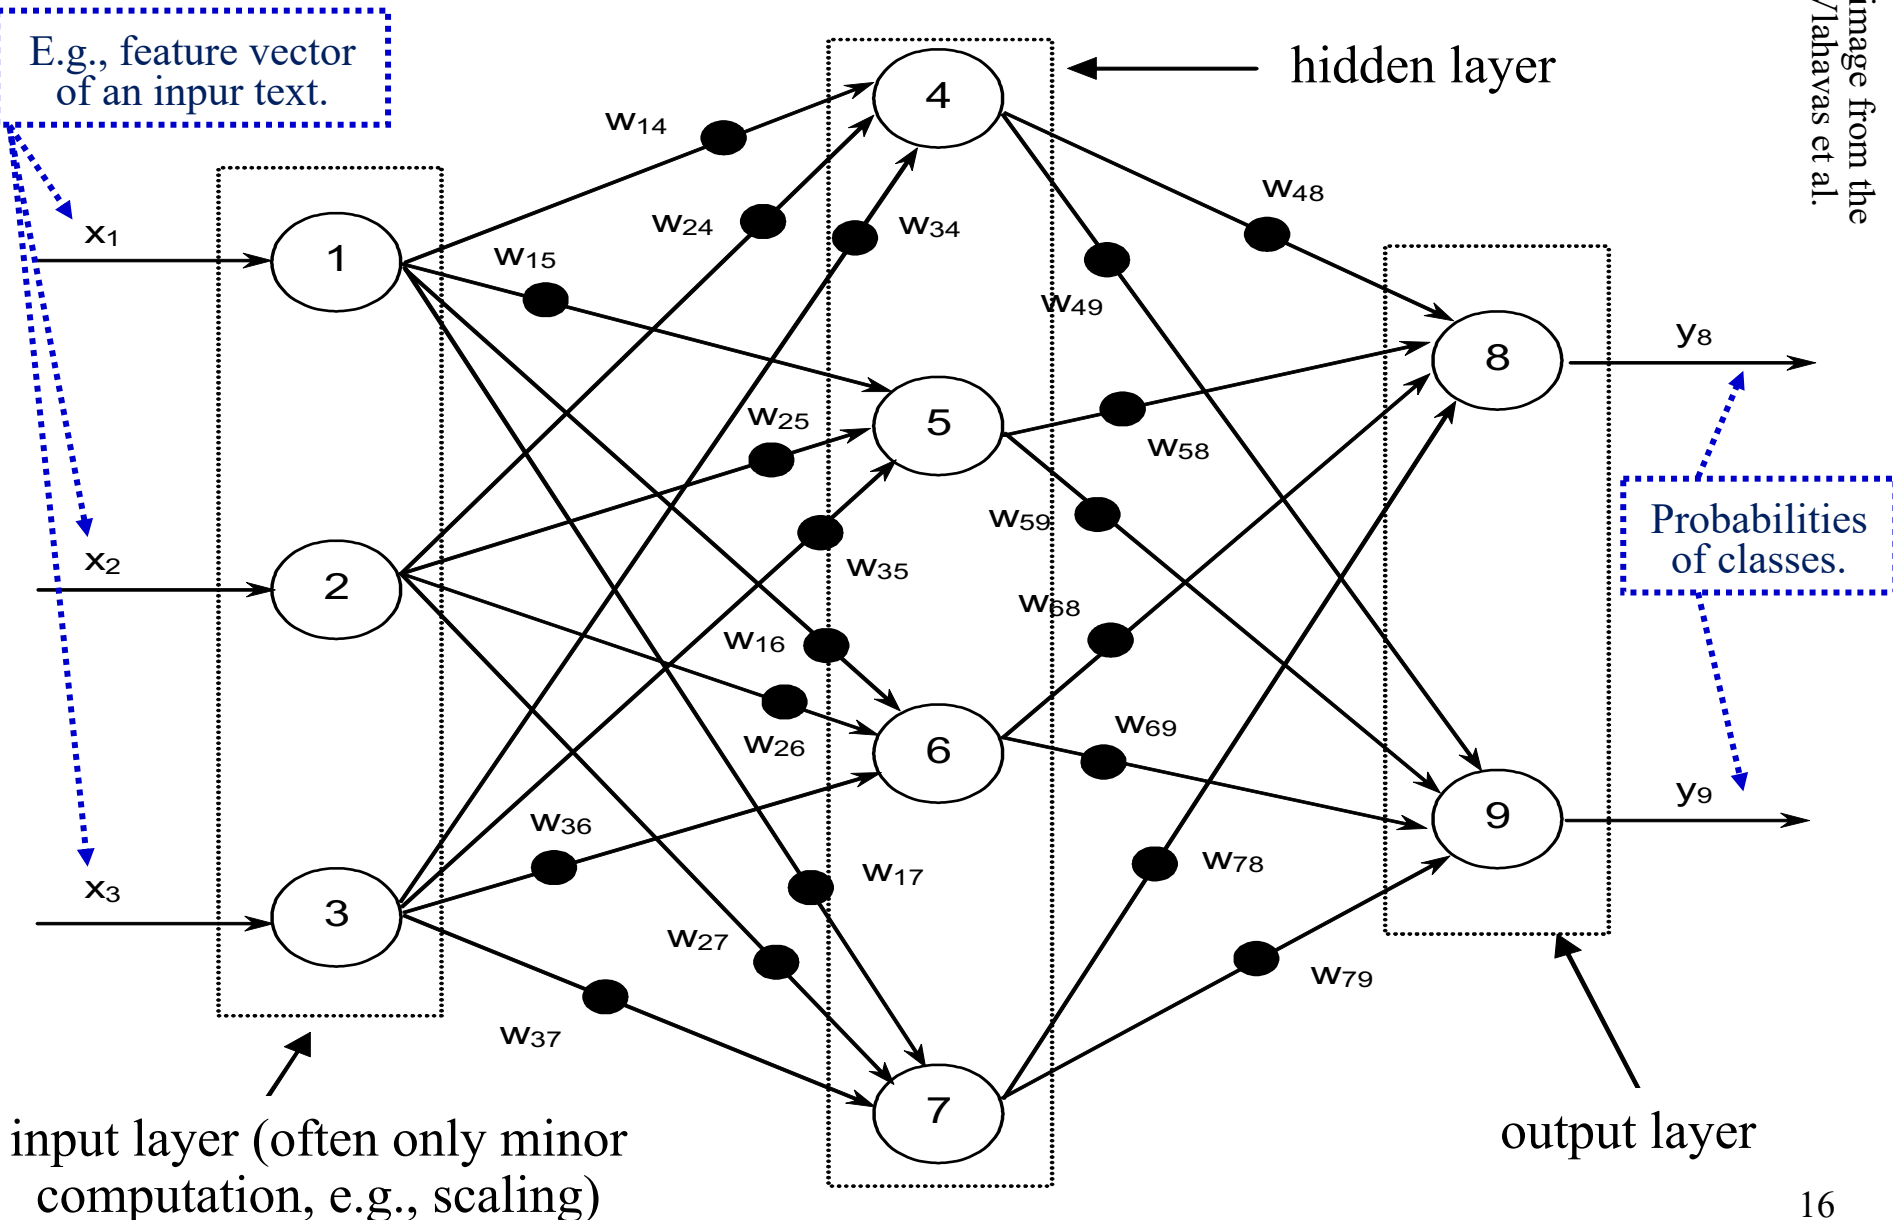 E.g., feature vector
of an inpur text.
image from the
Vlahavas et al.
hidden layer
4
w14
w24
w34
w48
w15
w49
x1
1
y8
8
w25
5
w58
Probabilities
of classes.
w59
x2
2
w35
w68
w16
w26
6
w69
y9
9
w36
w78
w17
x3
3
w27
w79
w37
7
input layer (often only minor
computation, e.g., scaling)
output layer
16